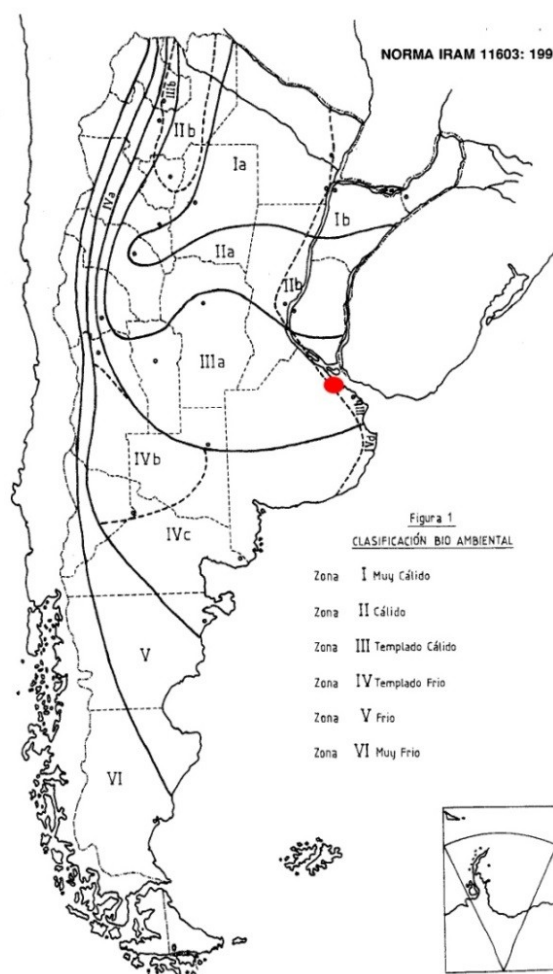 NORMA IRAM 11603: 199
IIIb
IIb
Ia
IVa
Ib
IIa
IIb
IIIa
IIIb
IVd
IVb
IVc
V
VI
Figura 1
CLASIFICACIÓN BIO AMBIENTAL
Zona I Muy Cálido
Zona II Cálido
Zona III Templado Cálido
Zona IV Templado Frio
Zona V Frio
Zona VI Muy Frio